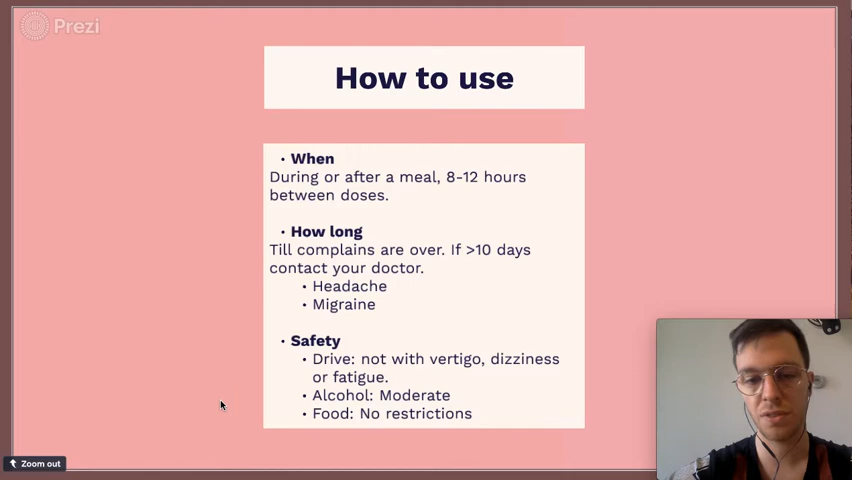 Prezi
How to use
• When
During or after a meal, 8-12 hours
between doses.
• How long
Till complains are over. If >10 days
contact your doctor.
• Headache
• Migraine
• Safety
• Drive: not with vertigo, dizziness
or fatigue.
• Alcohol: Moderate
• Food: No restrictions
Zoom out